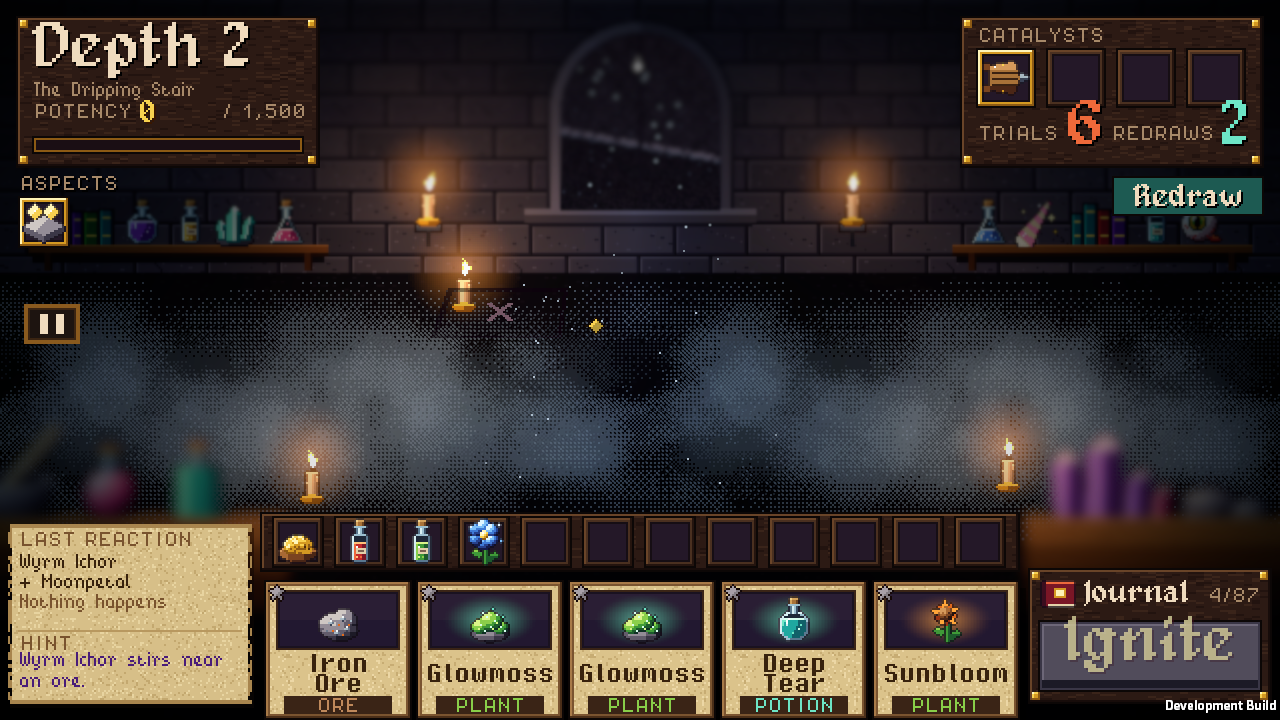 Depth 2
The Dripping Stair
POTENCY 0 / 1,500
ASPECTS
CATALYSTS
TRIALS 6 REDRAWS 2
Redraw
LAST REACTION
Wyrm Ichor
+ Moonpetal
Nothing happens
HINT
Wyrm Ichor stirs near
an ore.
Iron
Ore
ORE
Glowmoss
PLANT
Glowmoss
PLANT
Deep
Tear
POTION
Sunbloom
PLANT
Journal 4/87
Ignite
Development Build